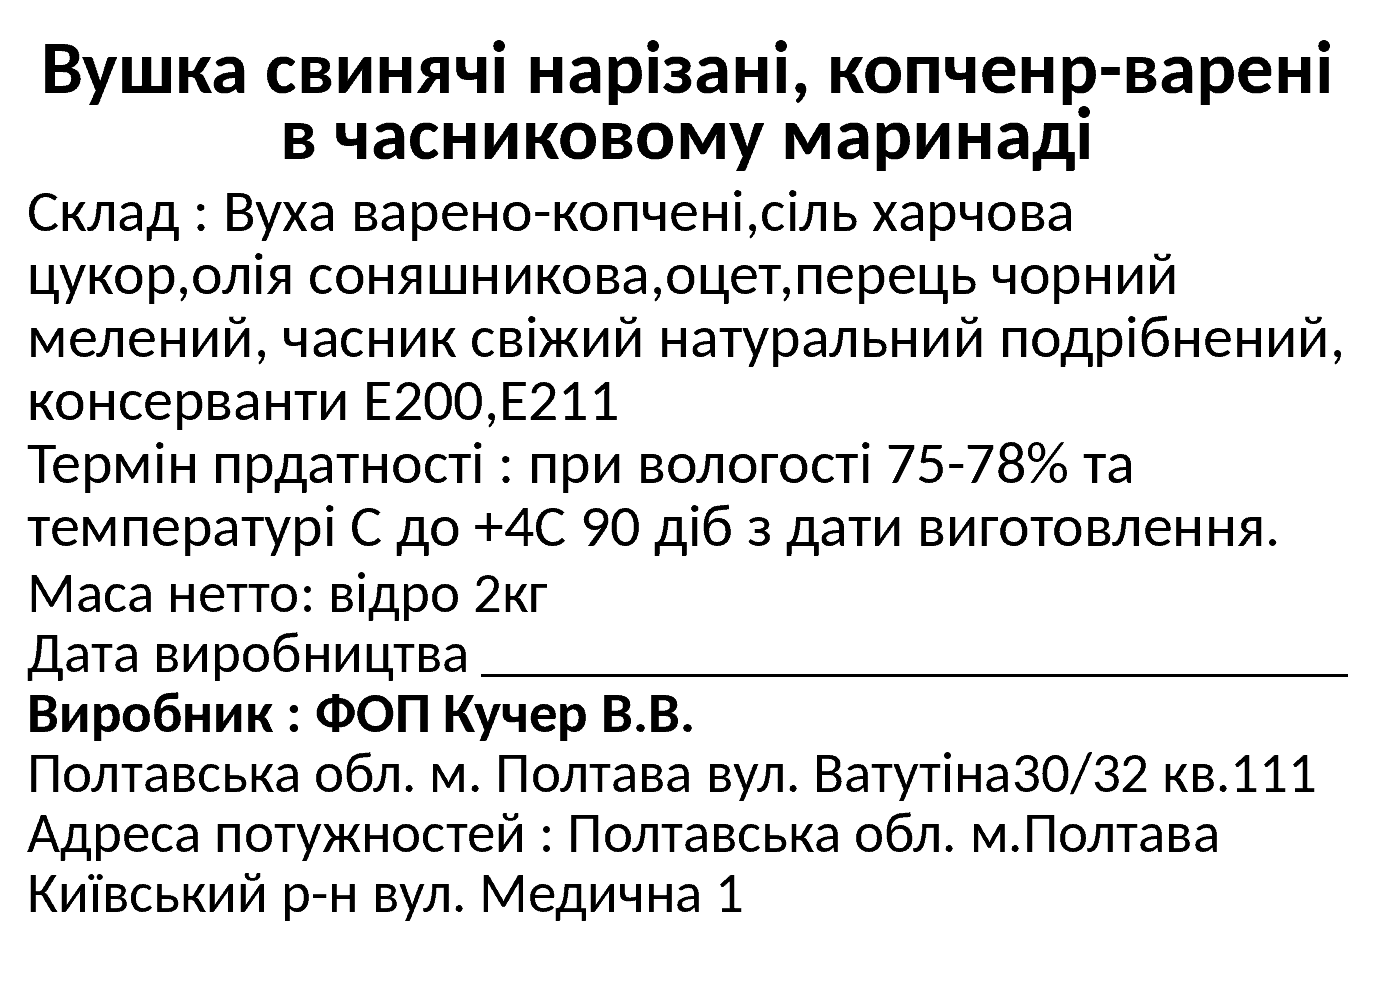 Вушка свинячі нарізані, копченр-варені
в часниковому маринаді
Склад : Вуха варено-копчені,сіль харчова
цукор,олія соняшникова,оцет,перець чорний
мелений, часник свіжий натуральний подрібнений,
консерванти Е200,Е211
Термін прдатності : при вологості 75-78% та
температурі С до +4С 90 діб з дати виготовлення.
Маса нетто: відро 2кг
Дата виробництва ______________________________
Виробник : ФОП Кучер В.В.
Полтавська обл. м. Полтава вул. Ватутіна30/32 кв.111
Адреса потужностей : Полтавська обл. м.Полтава
Київський р-н вул. Медична 1